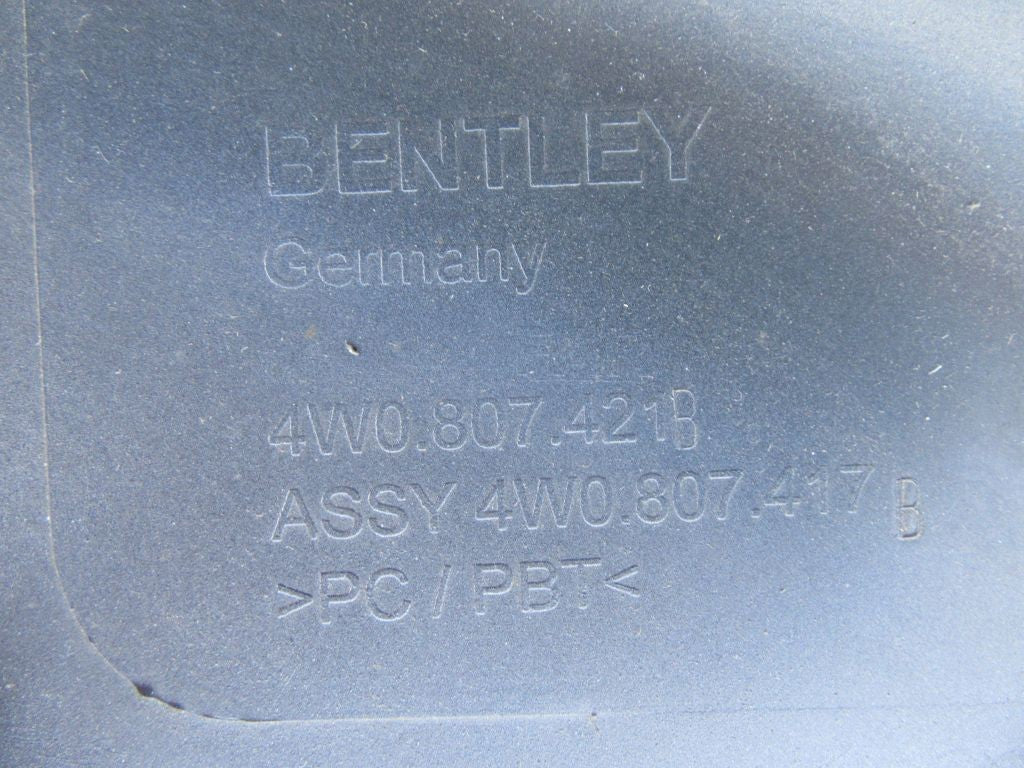 BENTLEY
Germany
4W0.807.421B
ASSY 4W0.807.417 B
>PC / PBT<